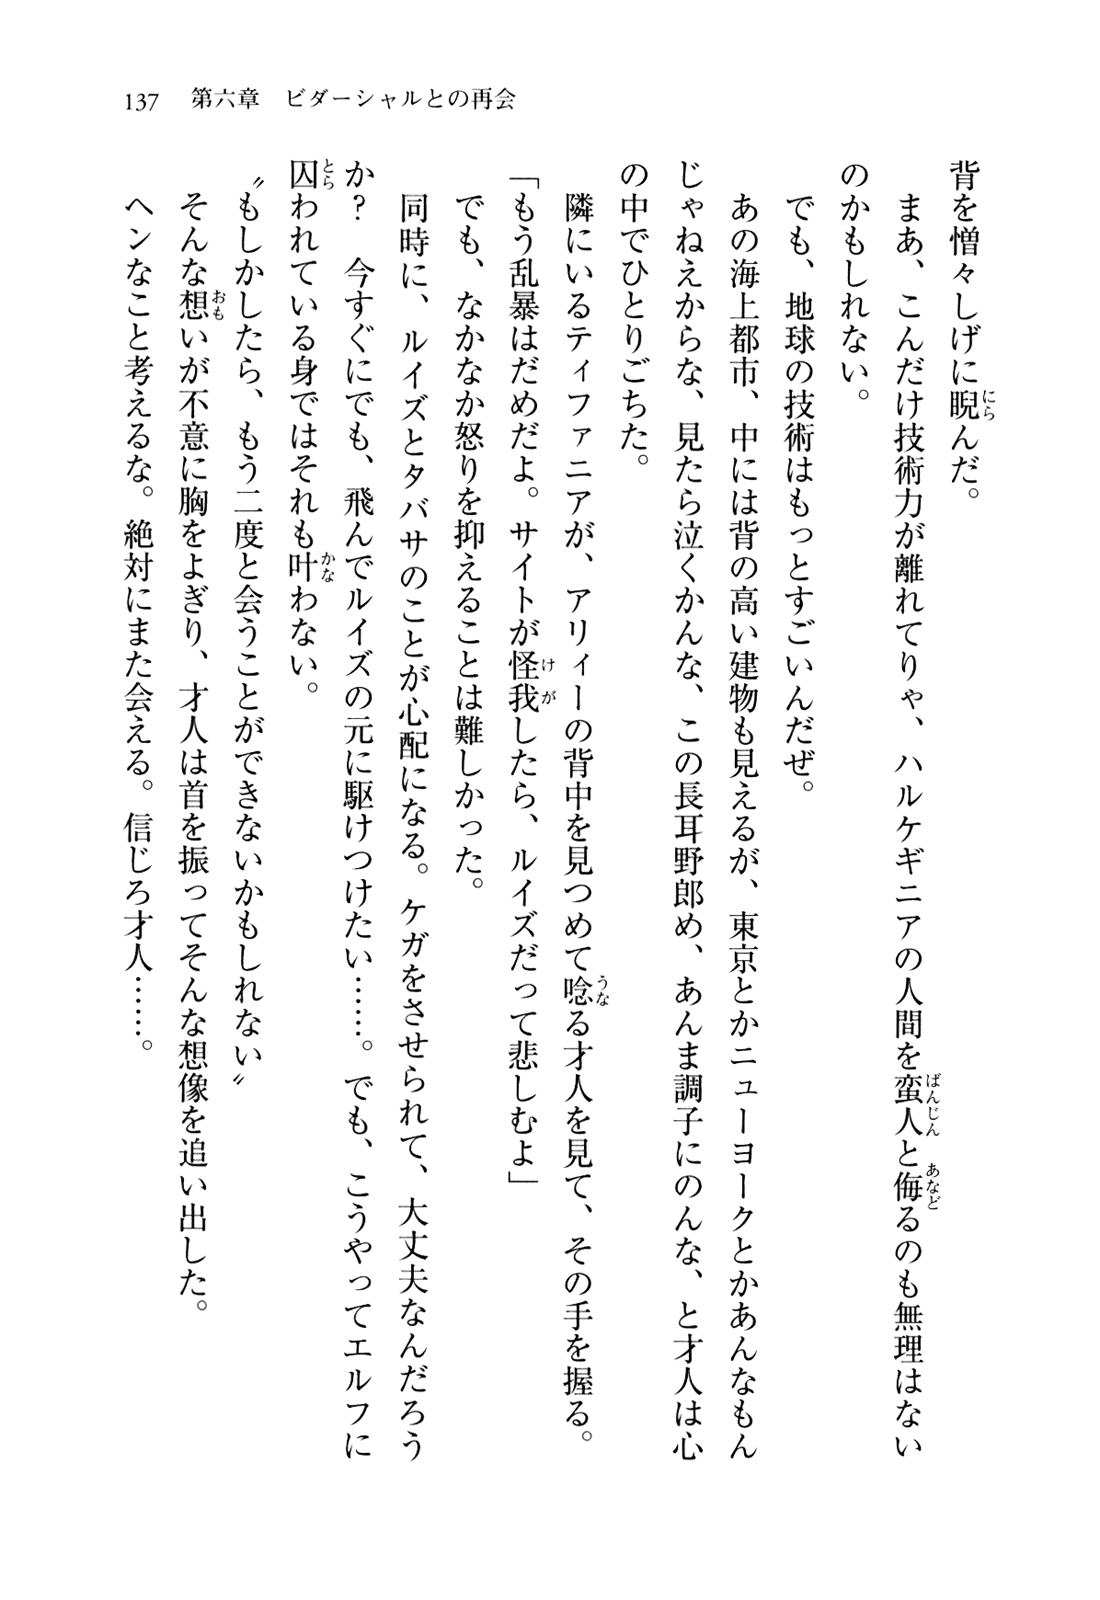 137　第六章　ビダーシャルとの再会
背を憎々しげに睨んだ。
まあ、こんだけ技術力が離れてりゃ、ハルケギニアの人間を蛮人と侮るのも無理はない
のかもしれない。
でも、地球の技術はもっとすごいんだぜ。
あの海上都市、中には背の高い建物も見えるが、東京とかニューヨークとかあんなもん
じゃねえからな、見たら泣くかんな、この長耳野郎め、あんま調子にのんな、と才人は心
の中でひとりごちた。
隣にいるティファニアが、アリィーの背中を見つめて唸る才人を見て、その手を握る。
「もう乱暴はだめだよ。サイトが怪我したら、ルイズだって悲しむよ」
でも、なかなか怒りを抑えることは難しかった。
同時に、ルイズとタバサのことが心配になる。ケガをさせられて、大丈夫なんだろう
か？　今すぐにでも、飛んでルイズの元に駆けつけたい……。でも、こうやってエルフに
囚われている身ではそれも叶わない。
〝もしかしたら、もう二度と会うことができないかもしれない〟
そんな想いが不意に胸をよぎり、才人は首を振ってそんな想像を追い出した。
ヘンなこと考えるな。絶対にまた会える。信じろ才人……。